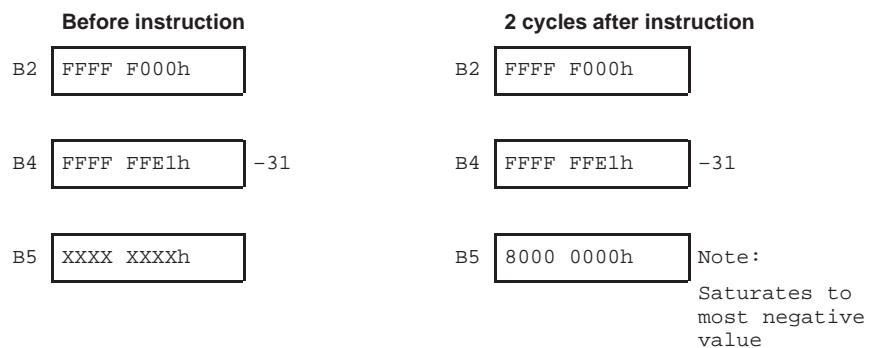 Before instruction 2 cycles after instruction
B2 FFFF F000h B2 FFFF F000h
B4 FFFF FFE1h −31 B4 FFFF FFE1h −31
B5 XXXX XXXXh B5 8000 0000h Note:
Saturates to
most negative
value